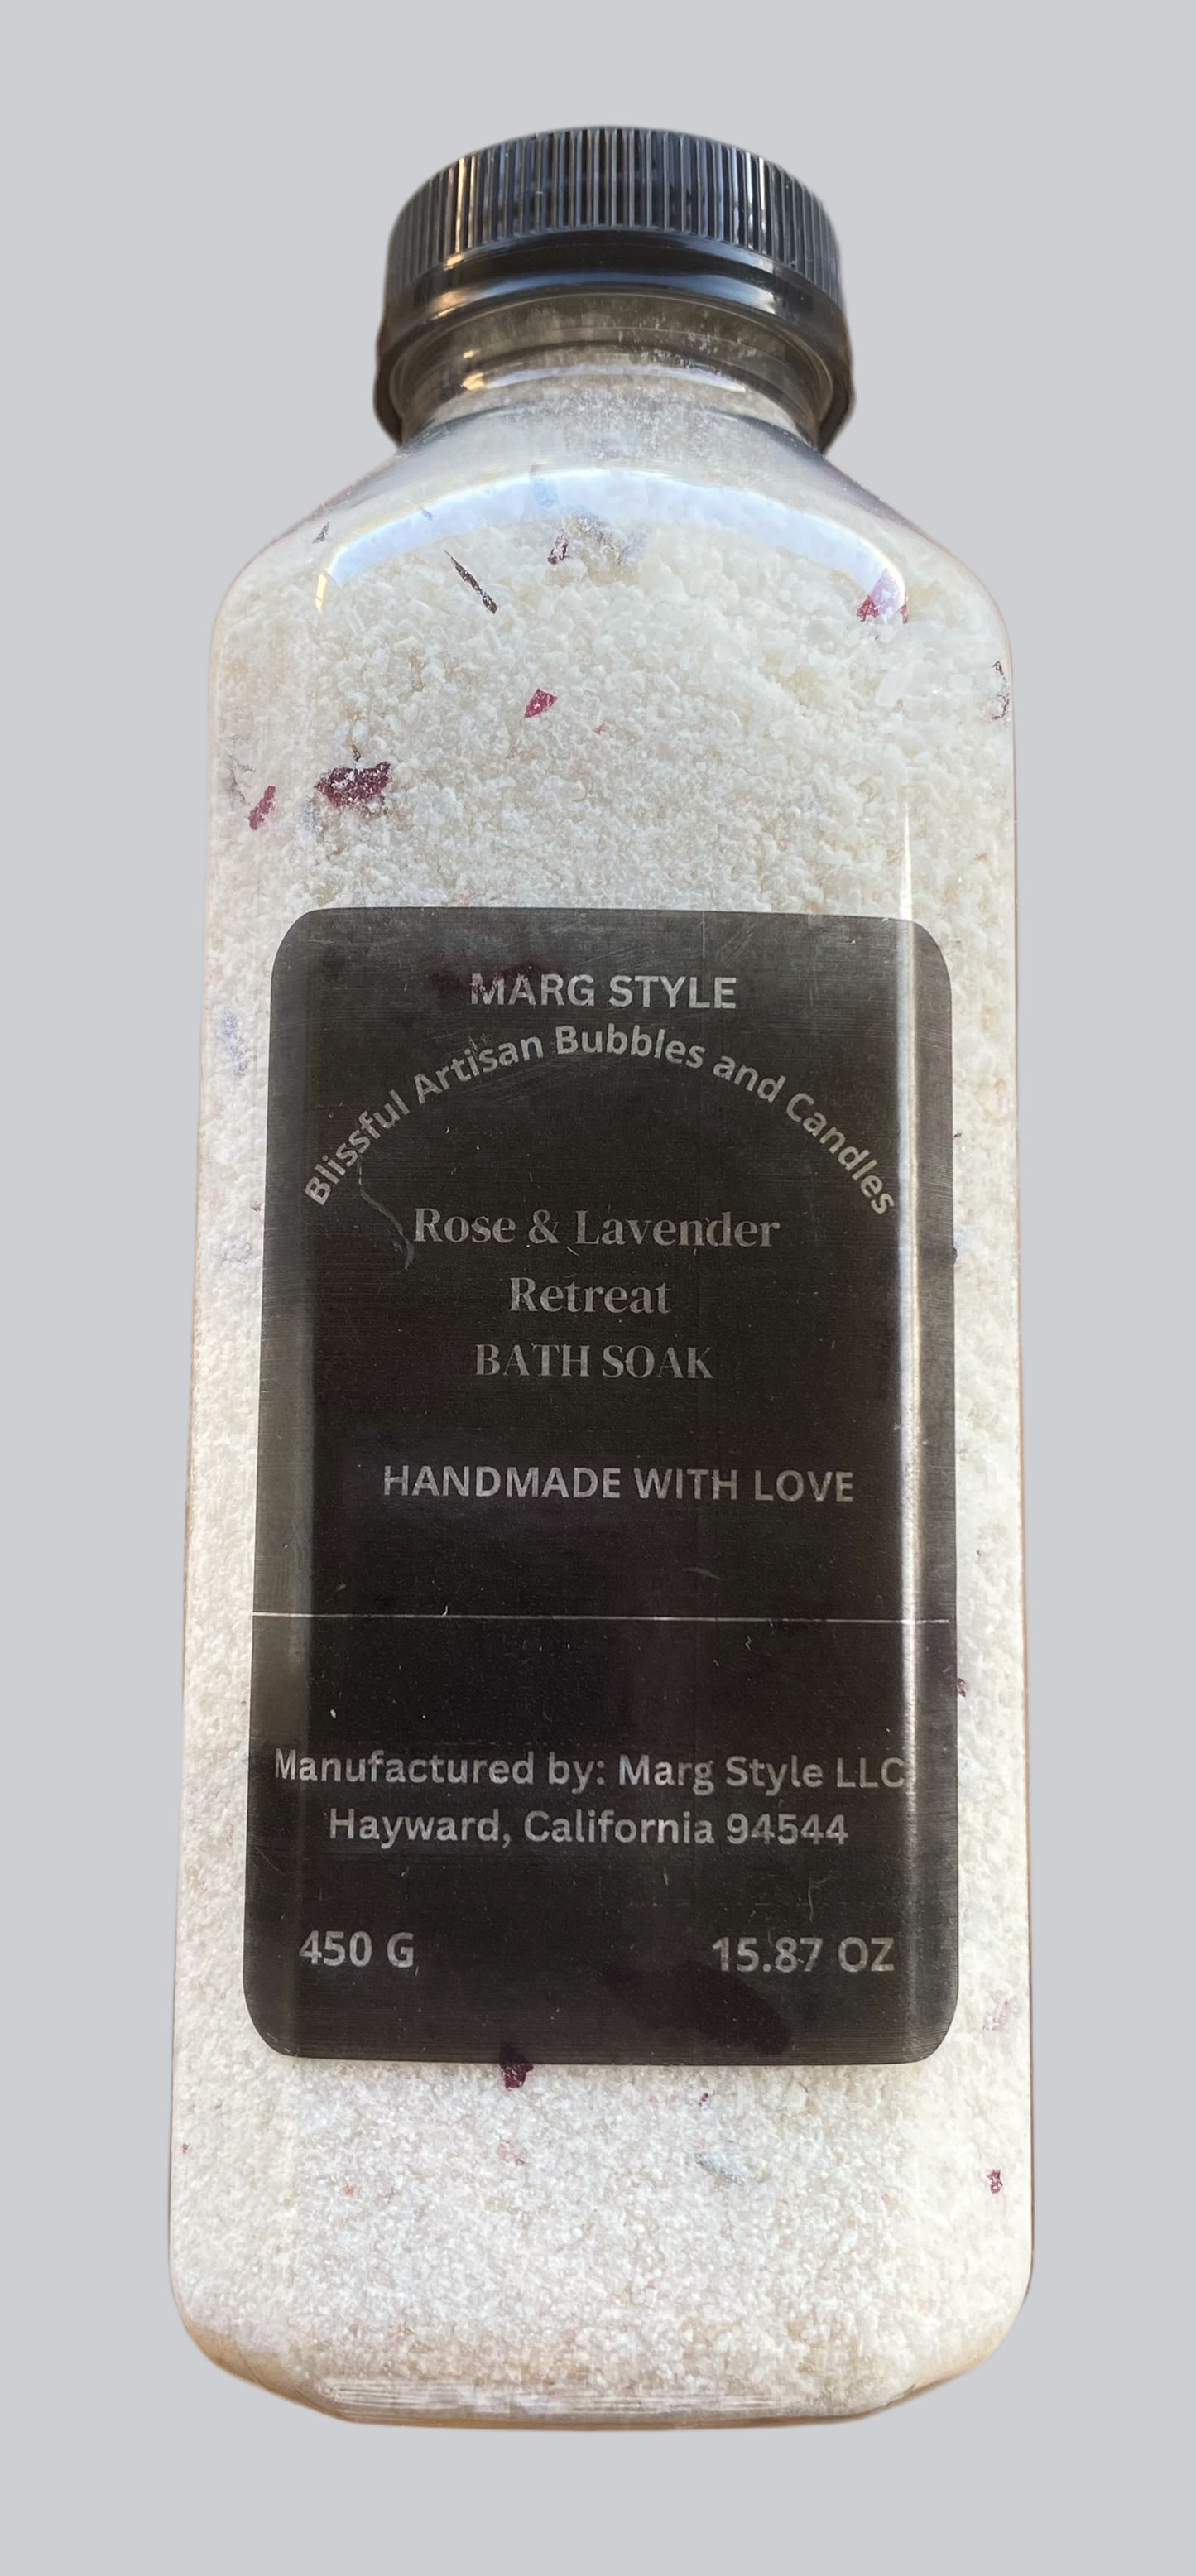 MARG STYLE
Blissful Artisan Bubbles and Candles
Rose & Lavender
Retreat
BATH SOAK
HANDMADE WITH LOVE
Manufactured by: Marg Style LLC
Hayward, California 94544
450 G 15.87 OZ